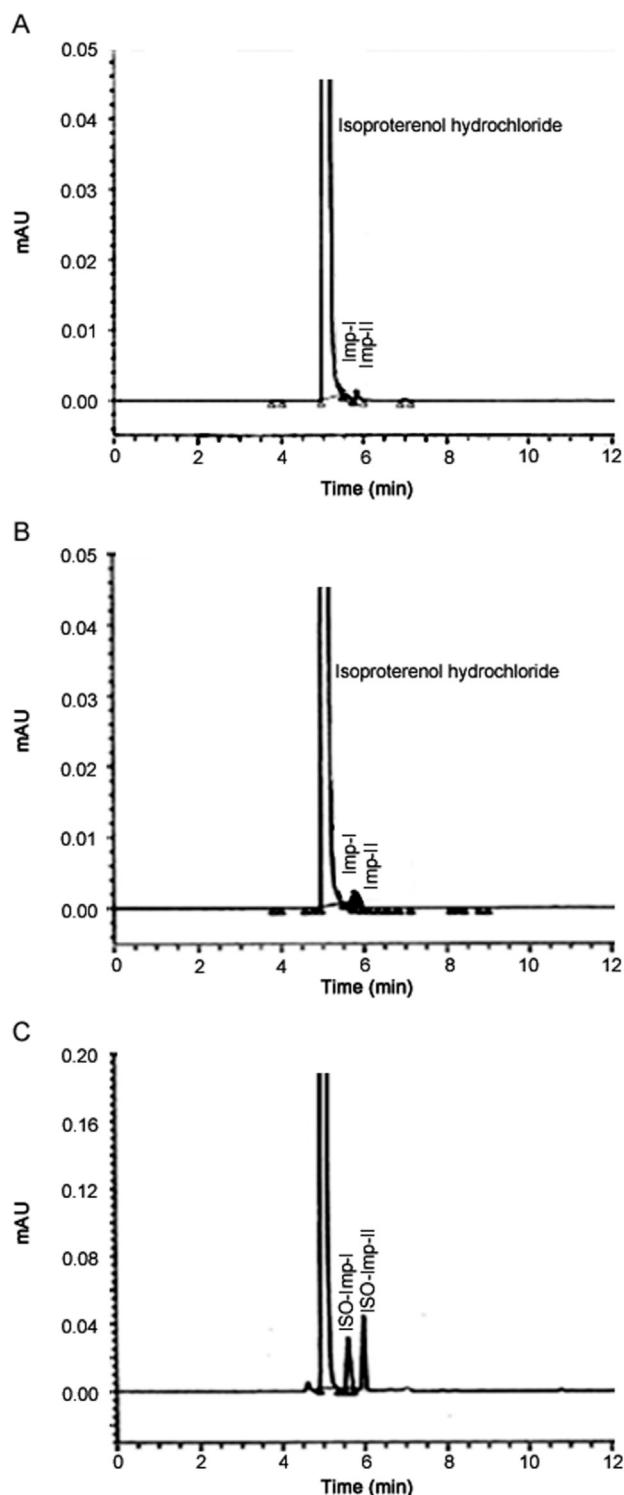 A
0.05
0.04
0.03
0.02
0.01
0.00
mAU
Isoproterenol hydrochloride
Imp-I
Imp-II
0 2 4 6 8 10 12
Time (min)
B
0.05
0.04
0.03
0.02
0.01
0.00
mAU
Isoproterenol hydrochloride
Imp-I
Imp-II
0 2 4 6 8 10 12
Time (min)
C
0.20
0.16
0.12
0.08
0.04
0.00
mAU
ISO-Imp-I
ISO-Imp-II
0 2 4 6 8 10 12
Time (min)